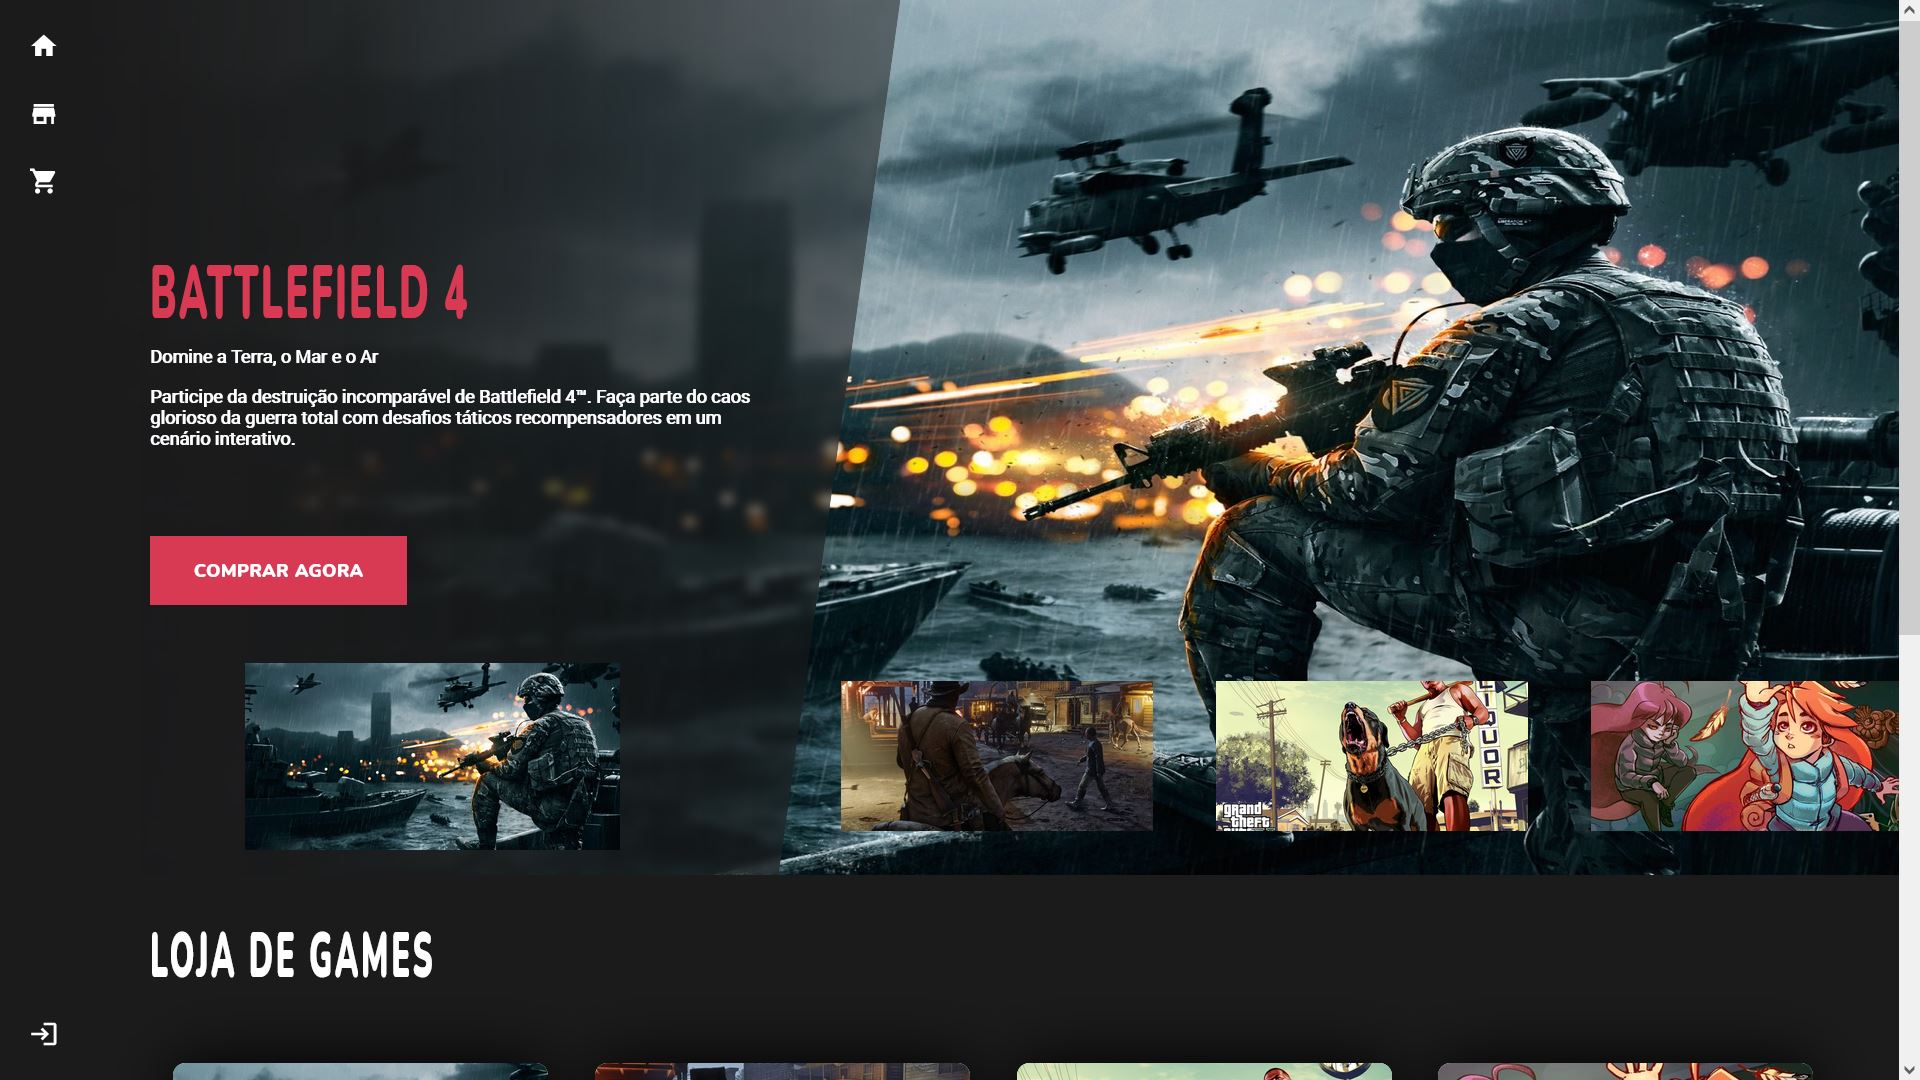 BATTLEFIELD 4
Domine a Terra, o Mar e o Ar
Participe da destruição incomparável de Battlefield 4™. Faça parte do caos
glorioso da guerra total com desafios táticos recompensadores em um
cenário interativo.
COMPRAR AGORA
LIQUOR
grand
theft
LOJA DE GAMES